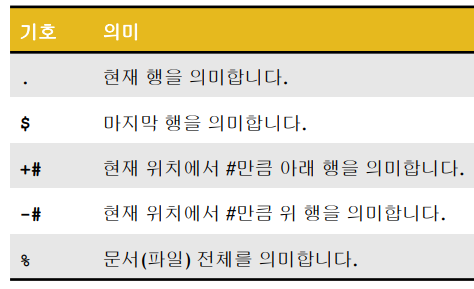 기호 의미
. 현재 행을 의미합니다.
$ 마지막 행을 의미합니다.
+# 현재 위치에서 #만큼 아래 행을 의미합니다.
-# 현재 위치에서 #만큼 위 행을 의미합니다.
% 문서(파일) 전체를 의미합니다.